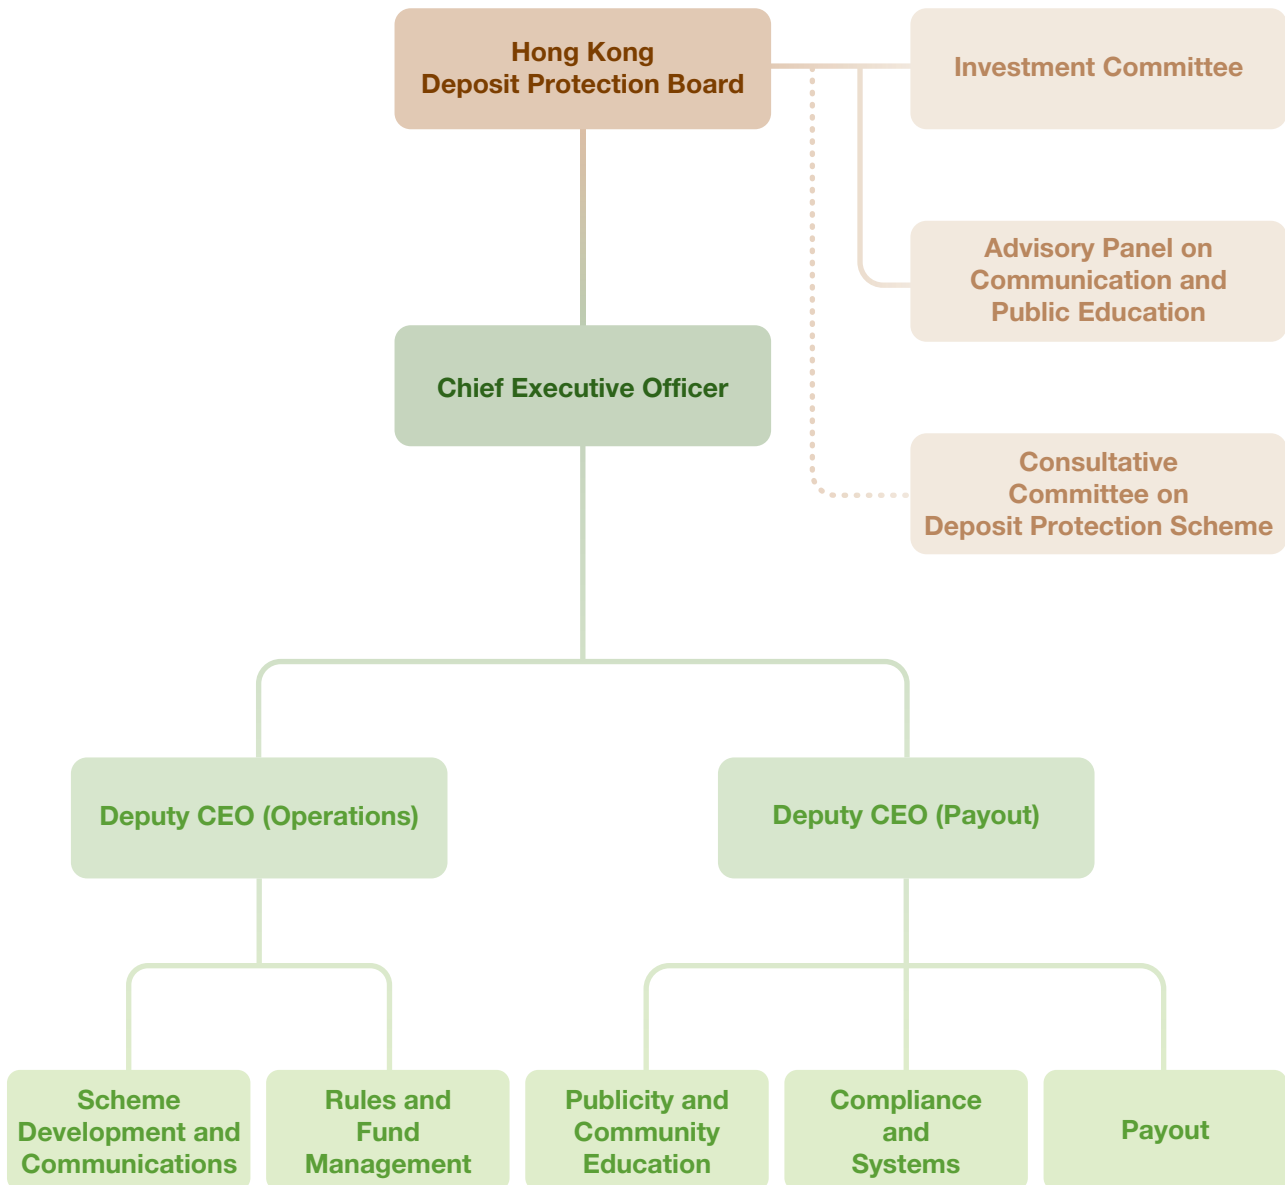 Hong Kong
Deposit Protection Board
Investment Committee
Advisory Panel on
Communication and
Public Education
Chief Executive Officer
Consultative
Committee on
Deposit Protection Scheme
Deputy CEO (Operations)
Deputy CEO (Payout)
Scheme
Development and
Communications
Rules and
Fund
Management
Publicity and
Community
Education
Compliance
and
Systems
Payout